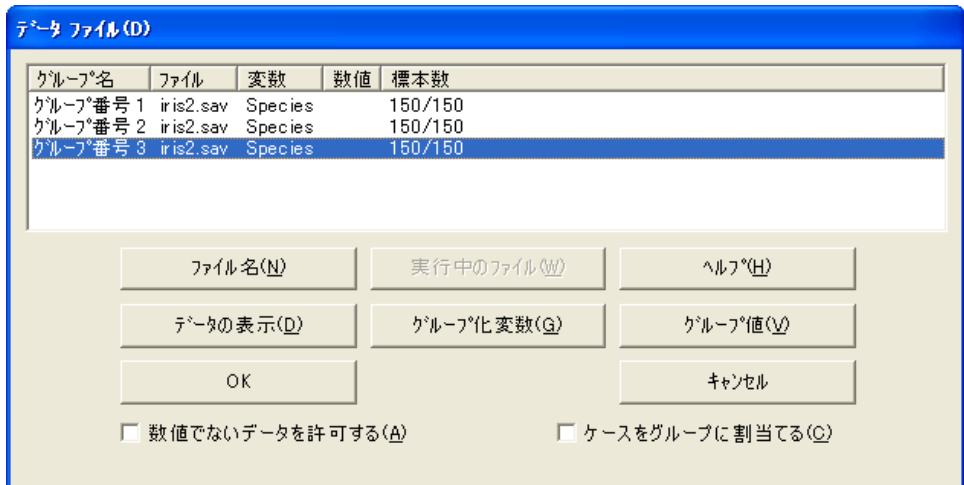 データ ファイル(D)
グループ名 ファイル 変数 数値 標本数
グループ番号 1 iris2.sav Species 150/150
グループ番号 2 iris2.sav Species 150/150
グループ番号 3 iris2.sav Species 150/150
ファイル名(N) 実行中のファイル(W) ヘルプ(H)
データの表示(D) グループ化変数(G) グループ値(V)
OK キャンセル
数値でないデータを許可する(A) ケースをグループに割当てる(C)